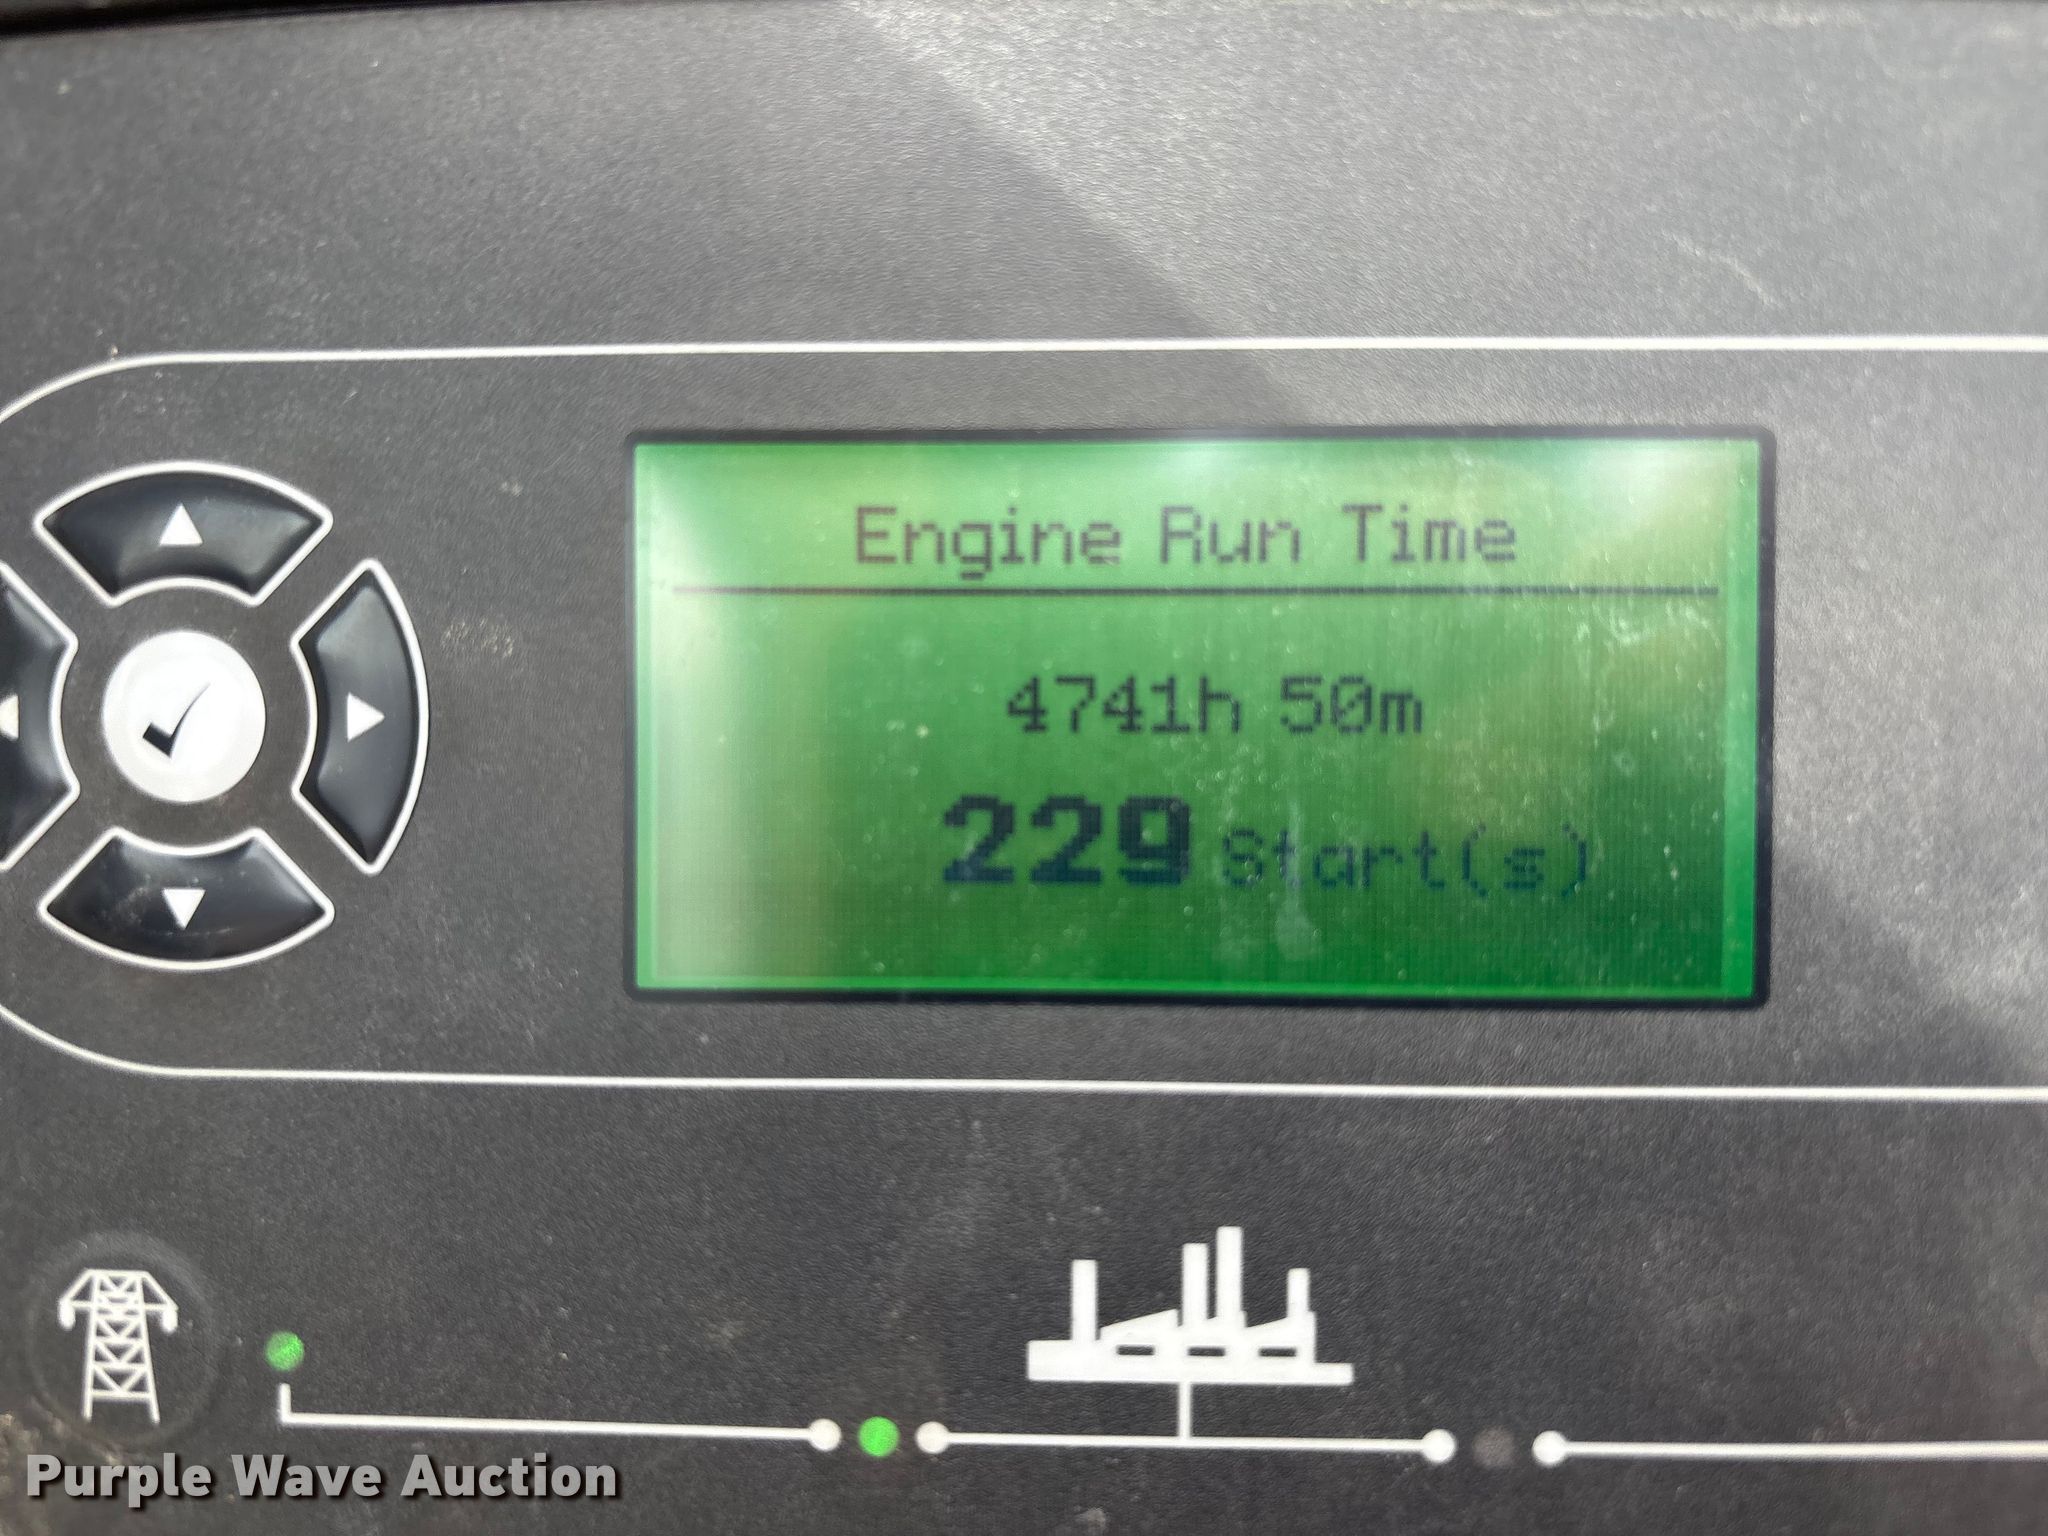 Engine Run Time
4741h 50m
229 Start(s)
Purple Wave Auction